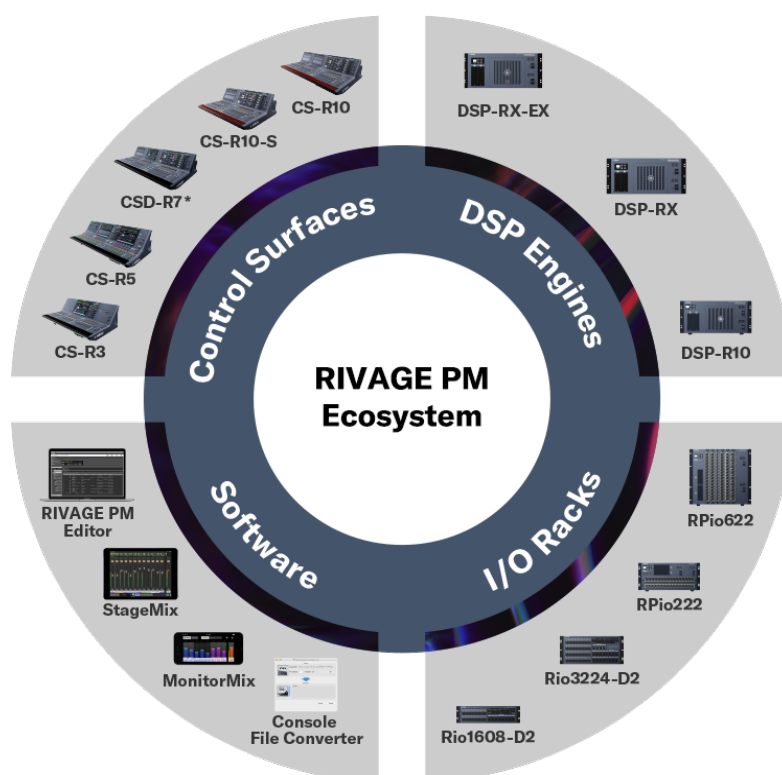 RIVAGE PM
Ecosystem
Control Surfaces
CS-R10
CS-R10-S
CSD-R7*
CS-R5
CS-R3
DSP Engines
DSP-RX-EX
DSP-RX
DSP-R10
Software
RIVAGE PM
Editor
StageMix
MonitorMix
Console
File Converter
I/O Racks
RPio622
RPio222
Rio3224-D2
Rio1608-D2